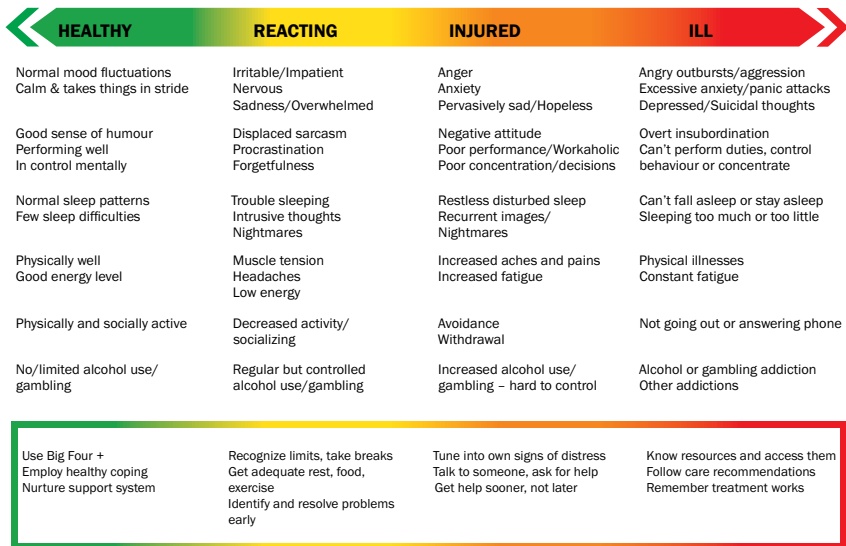 HEALTHY
REACTING
INJURED
ILL
Normal mood fluctuations
Calm & takes things in stride
Irritable/Impatient
Nervous
Sadness/Overwhelmed
Anger
Anxiety
Pervasively sad/Hopeless
Angry outbursts/aggression
Excessive anxiety/panic attacks
Depressed/Suicidal thoughts
Good sense of humour
Performing well
In control mentally
Displaced sarcasm
Procrastination
Forgetfulness
Negative attitude
Poor performance/Workaholic
Poor concentration/decisions
Overt insubordination
Can’t perform duties, control
behaviour or concentrate
Normal sleep patterns
Few sleep difficulties
Trouble sleeping
Intrusive thoughts
Nightmares
Restless disturbed sleep
Recurrent images/
Nightmares
Can’t fall asleep or stay asleep
Sleeping too much or too little
Physically well
Good energy level
Muscle tension
Headaches
Low energy
Increased aches and pains
Increased fatigue
Physical illnesses
Constant fatigue
Physically and socially active
Decreased activity/
socializing
Avoidance
Withdrawal
Not going out or answering phone
No/limited alcohol use/
gambling
Regular but controlled
alcohol use/gambling
Increased alcohol use/
gambling – hard to control
Alcohol or gambling addiction
Other addictions
Use Big Four +
Employ healthy coping
Nurture support system
Recognize limits, take breaks
Get adequate rest, food,
exercise
Identify and resolve problems
early
Tune into own signs of distress
Talk to someone, ask for help
Get help sooner, not later
Know resources and access them
Follow care recommendations
Remember treatment works